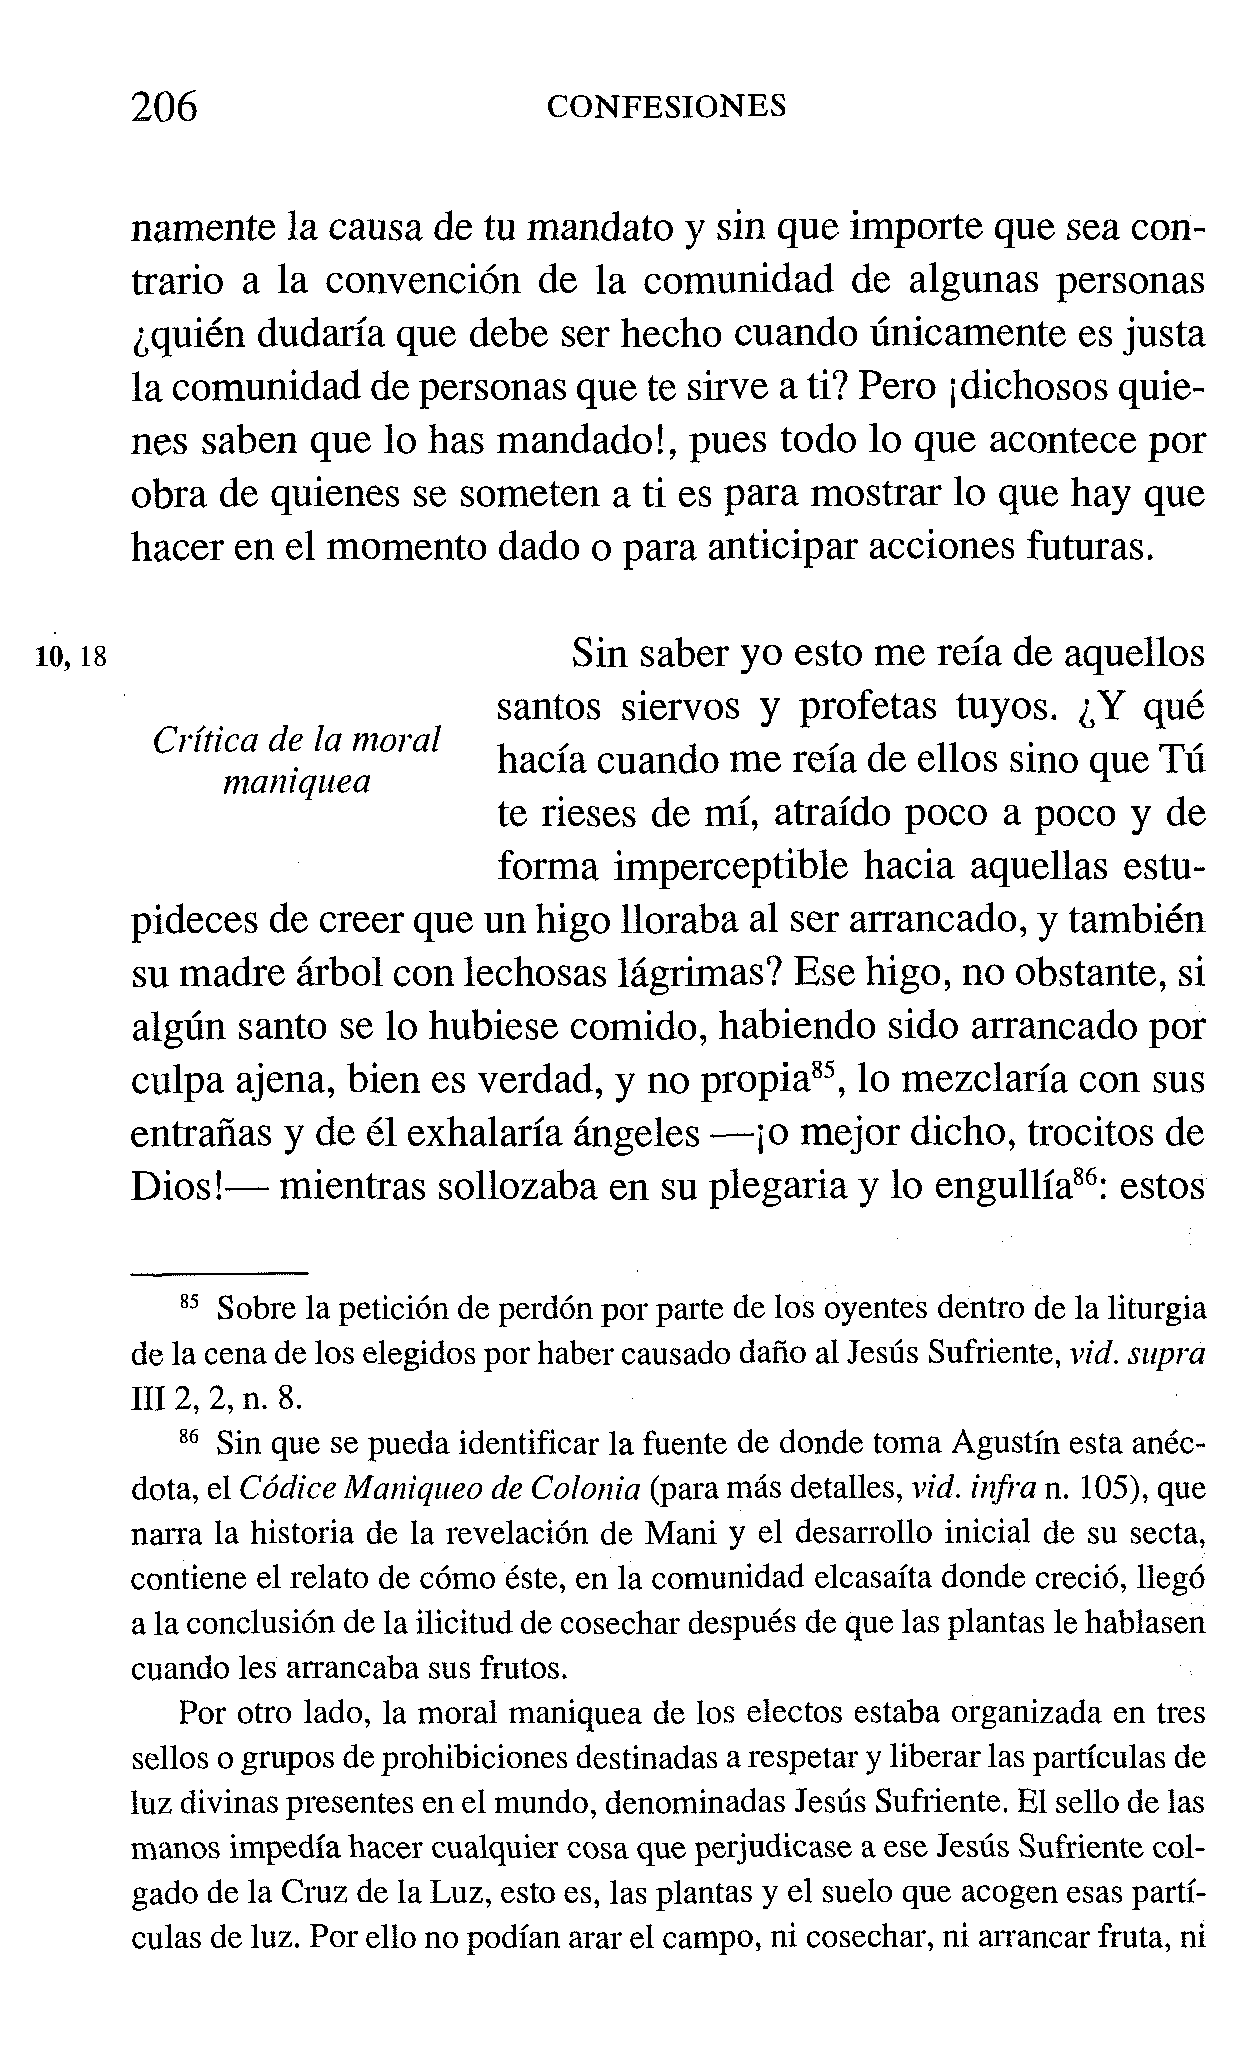 206 CONFESIONES
namente la causa de tu mandato y sin que importe que sea con-
trario a la convención de la comunidad de algunas personas
¿quién dudaría que debe ser hecho cuando únicamente es justa
la comunidad de personas que te sirve a ti? Pero ¡dichosos quie-
nes saben que lo has mandado!, pues todo lo que acontece por
obra de quienes se someten a ti es para mostrar lo que hay que
hacer en el momento dado o para anticipar acciones futuras.
10, 18
Crítica de la moral
maniquea
Sin saber yo esto me reía de aquellos
santos siervos y profetas tuyos. ¿Y qué
hacía cuando me reía de ellos sino que Tú
te rieses de mí, atraído poco a poco y de
forma imperceptible hacia aquellas estu-
pideces de creer que un higo lloraba al ser arrancado, y también
su madre árbol con lechosas lágrimas? Ese higo, no obstante, si
algún santo se lo hubiese comido, habiendo sido arrancado por
culpa ajena, bien es verdad, y no propia⁸⁵, lo mezclaría con sus
entrañas y de él exhalaría ángeles —¡o mejor dicho, trocitos de
Dios!— mientras sollozaba en su plegaria y lo engullía⁸⁶: estos
⁸⁵ Sobre la petición de perdón por parte de los oyentes dentro de la liturgia
de la cena de los elegidos por haber causado daño al Jesús Sufriente, vid. supra
III 2, 2, n. 8.
⁸⁶ Sin que se pueda identificar la fuente de donde toma Agustín esta anéc-
dota, el Códice Maniqueo de Colonia (para más detalles, vid. infra n. 105), que
narra la historia de la revelación de Mani y el desarrollo inicial de su secta,
contiene el relato de cómo éste, en la comunidad elcasaíta donde creció, llegó
a la conclusión de la ilicitud de cosechar después de que las plantas le hablasen
cuando les arrancaba sus frutos.
Por otro lado, la moral maniquea de los electos estaba organizada en tres
sellos o grupos de prohibiciones destinadas a respetar y liberar las partículas de
luz divinas presentes en el mundo, denominadas Jesús Sufriente. El sello de las
manos impedía hacer cualquier cosa que perjudicase a ese Jesús Sufriente col-
gado de la Cruz de la Luz, esto es, las plantas y el suelo que acogen esas partí-
culas de luz. Por ello no podían arar el campo, ni cosechar, ni arrancar fruta, ni